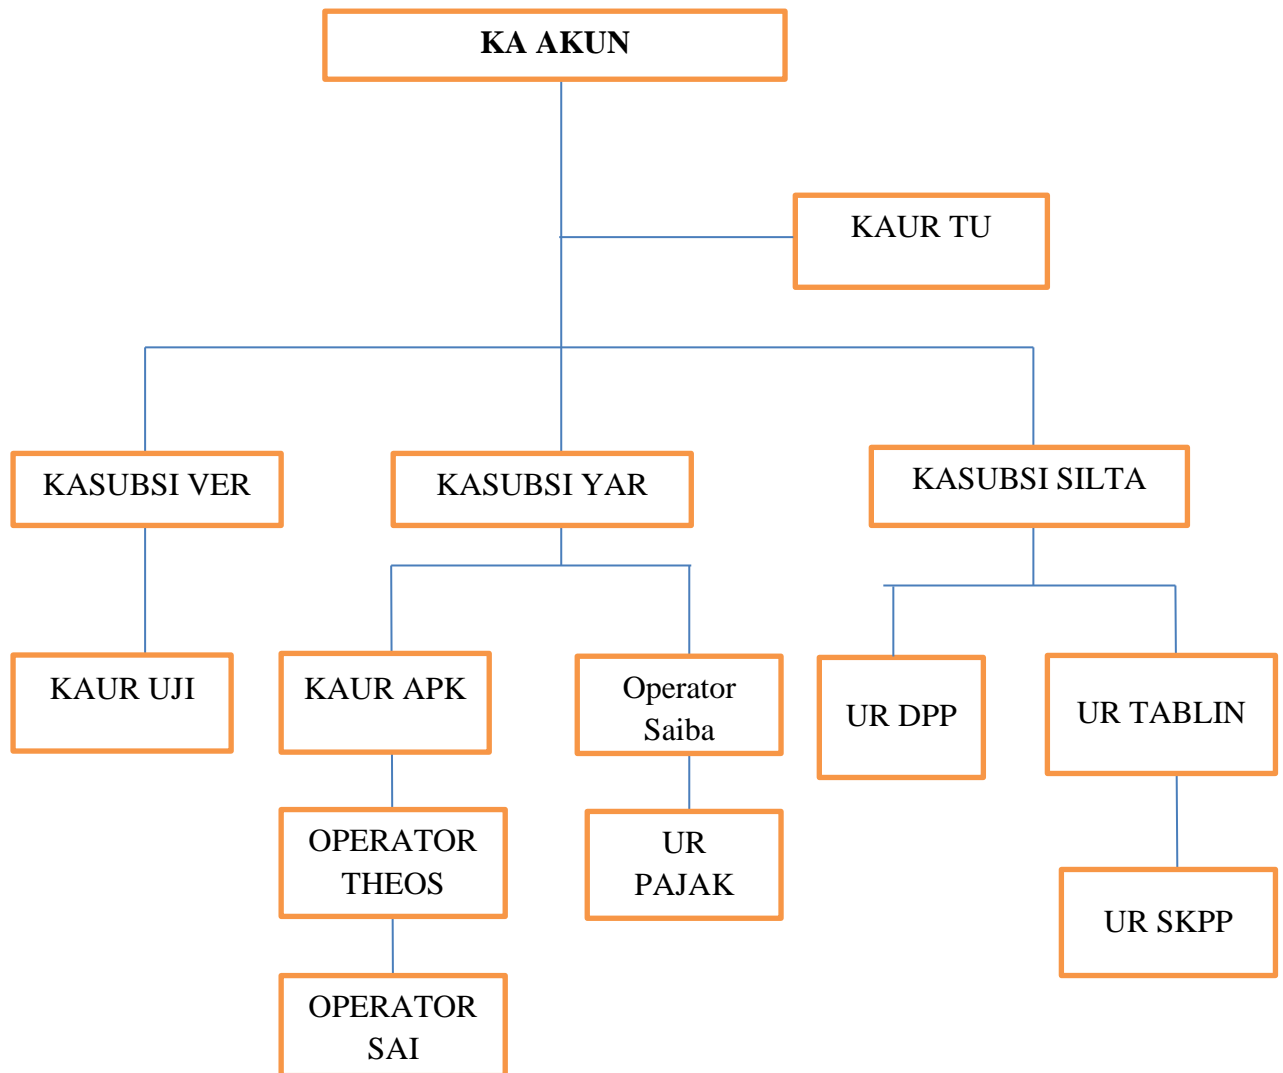 KA AKUN
KAUR TU
KASUBSI VER
KASUBSI YAR
KASUBSI SILTA
KAUR UJI
KAUR APK
Operator
Saiba
UR DPP
UR TABLIN
OPERATOR
THEOS
UR
PAJAK
UR SKPP
OPERATOR
SAI